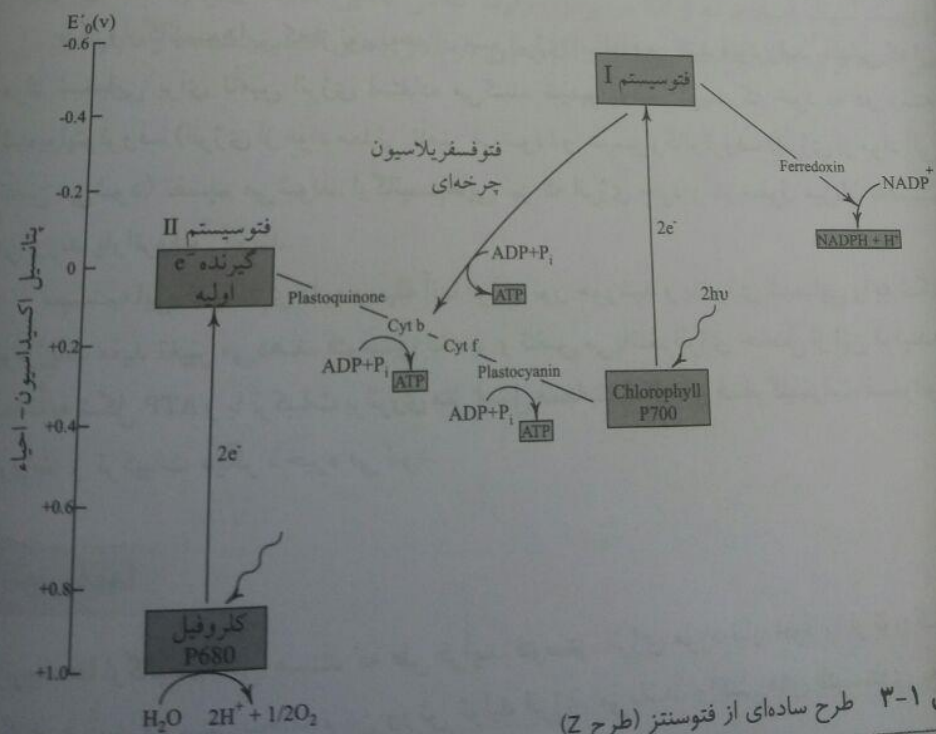 E′₀(v)
-0.6
-0.4
-0.2
0
+0.2
+0.4
+0.6
+0.8
+1.0
پتانسیل اکسیداسیون-احیاء
فتوسیستم I
فتوفسفریلاسیون
چرخه‌ای
Ferredoxin
NADP⁺
NADPH + H⁺
2e⁻
فتوسیستم II
گیرنده e⁻
اولیه
Plastoquinone
ADP+Pᵢ
ATP
2hυ
Cyt b
Cyt f
ADP+Pᵢ
ATP
Plastocyanin
ADP+Pᵢ
ATP
Chlorophyll
P700
2e⁻
کلروفیل
P680
H₂O 2H⁺ + 1/2O₂
۳-۱ طرح ساده‌ای از فتوسنتز (طرح Z)